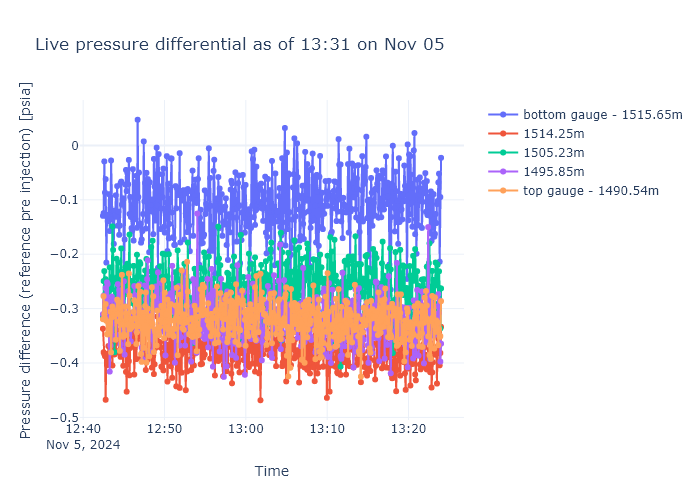 Live pressure differential as of 13:31 on Nov 05
Pressure difference (reference pre injection) [psia]
0
−0.1
−0.2
−0.3
−0.4
−0.5
12:40
12:50
13:00
13:10
13:20
Nov 5, 2024
Time
bottom gauge - 1515.65m
1514.25m
1505.23m
1495.85m
top gauge - 1490.54m